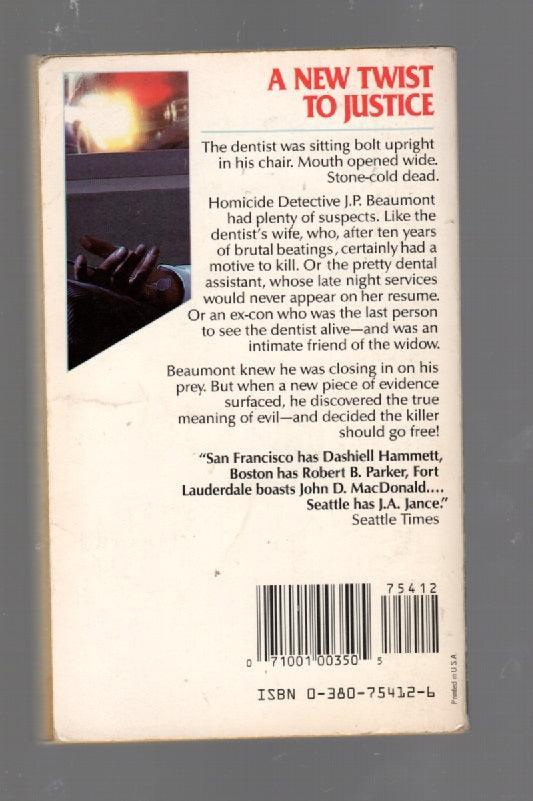 A NEW TWIST
TO JUSTICE
The dentist was sitting bolt upright
in his chair. Mouth opened wide.
Stone-cold dead.
Homicide Detective J.P. Beaumont
had plenty of suspects. Like the
dentist's wife, who, after ten years
of brutal beatings, certainly had a
motive to kill. Or the pretty dental
assistant, whose late night services
would never appear on her resume.
Or an ex-con who was the last person
to see the dentist alive—and was an
intimate friend of the widow.
Beaumont knew he was closing in on his
prey. But when a new piece of evidence
surfaced, he discovered the true
meaning of evil—and decided the killer
should go free!
"San Francisco has Dashiell Hammett,
Boston has Robert B. Parker, Fort
Lauderdale boasts John D. MacDonald....
Seattle has J.A. Jance."
Seattle Times
75412
0 71001 00350 5
ISBN 0-380-75412-6
Printed in U.S.A.